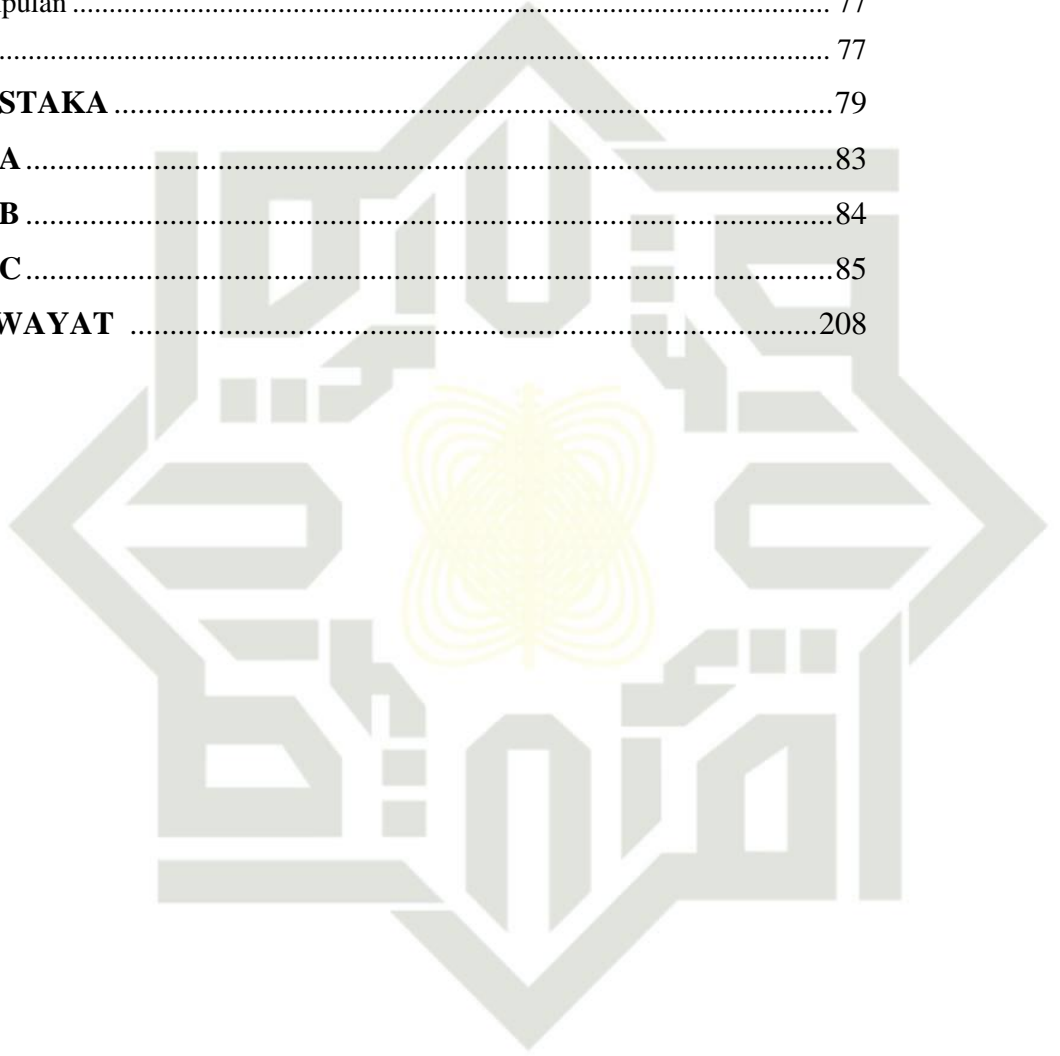 pulan ........................................................................................................ 77
........................................................................................................ 77
STAKA ........................................................................................................79
A ........................................................................................................83
B ........................................................................................................84
C ........................................................................................................85
WAYAT ........................................................................................................208